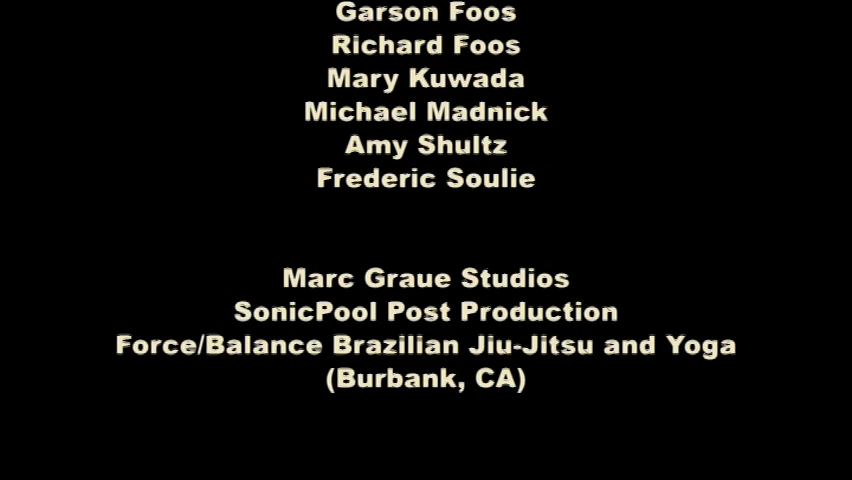 Garson Foos
Richard Foos
Mary Kuwada
Michael Madnick
Amy Shultz
Frederic Soulie
Marc Graue Studios
SonicPool Post Production
Force/Balance Brazilian Jiu-Jitsu and Yoga
(Burbank, CA)